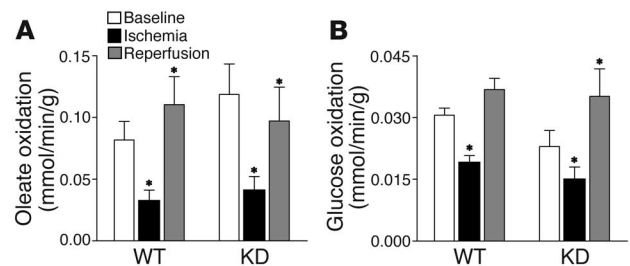 A
Baseline
Ischemia
Reperfusion
Oleate oxidation
(mmol/min/g)
0.15
0.10
0.05
0.00
*
*
*
*
WT
KD
B
Glucose oxidation
(mmol/min/g)
0.045
0.030
0.015
0.000
*
*
*
WT
KD